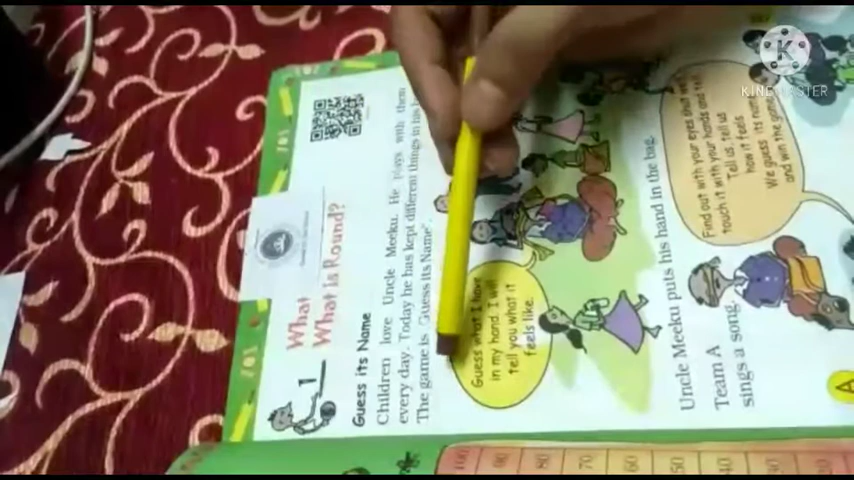 KINEMASTER
What
What is Round?
Guess its Name
Children love Uncle Meeku. He plays with them
every day. Today he has kept different things in his
The game is 'Guess its Name'.
Guess what I have
in my hand. I will
tell you what it
feels like.
Uncle Meeku puts his hand in the bag.
Find out with your eyes
touch it with your hands and tell
Tell us, tell us
how it feels
We guess its name
and win the game
Team A
sings a song.
A
100 90 80 70 60 50 40